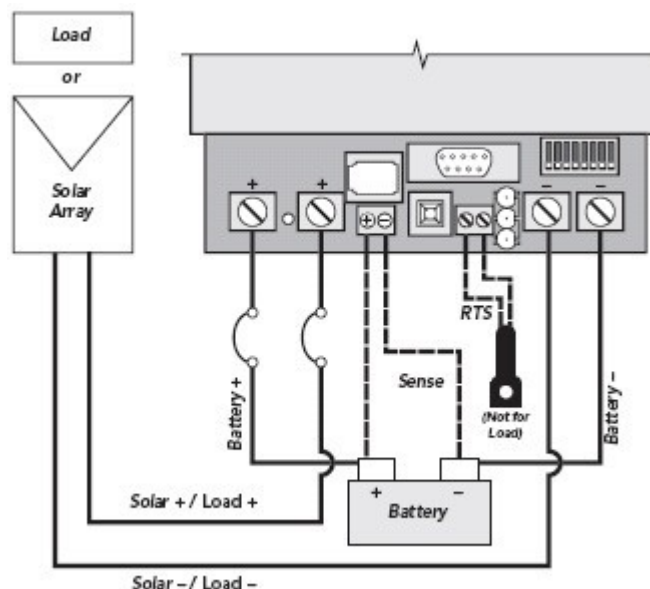 Load
or
Solar
Array
+
+
–
–
+
–
RTS
Sense
(Not for
Load)
Battery +
Battery –
+
–
Battery
Solar + / Load +
Solar – / Load –